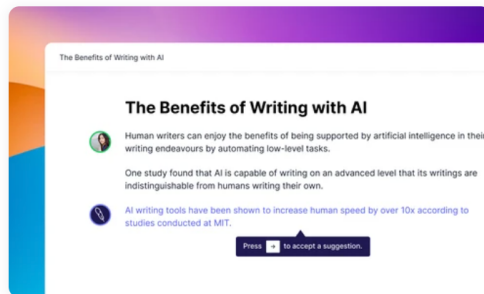 The Benefits of Writing with AI
The Benefits of Writing with AI
Human writers can enjoy the benefits of being supported by artificial intelligence in their
writing endeavours by automating low-level tasks.
One study found that AI is capable of writing on an advanced level that its writings are
indistinguishable from humans writing their own.
AI writing tools have been shown to increase human speed by over 10x according to
studies conducted at MIT.
Press → to accept a suggestion.